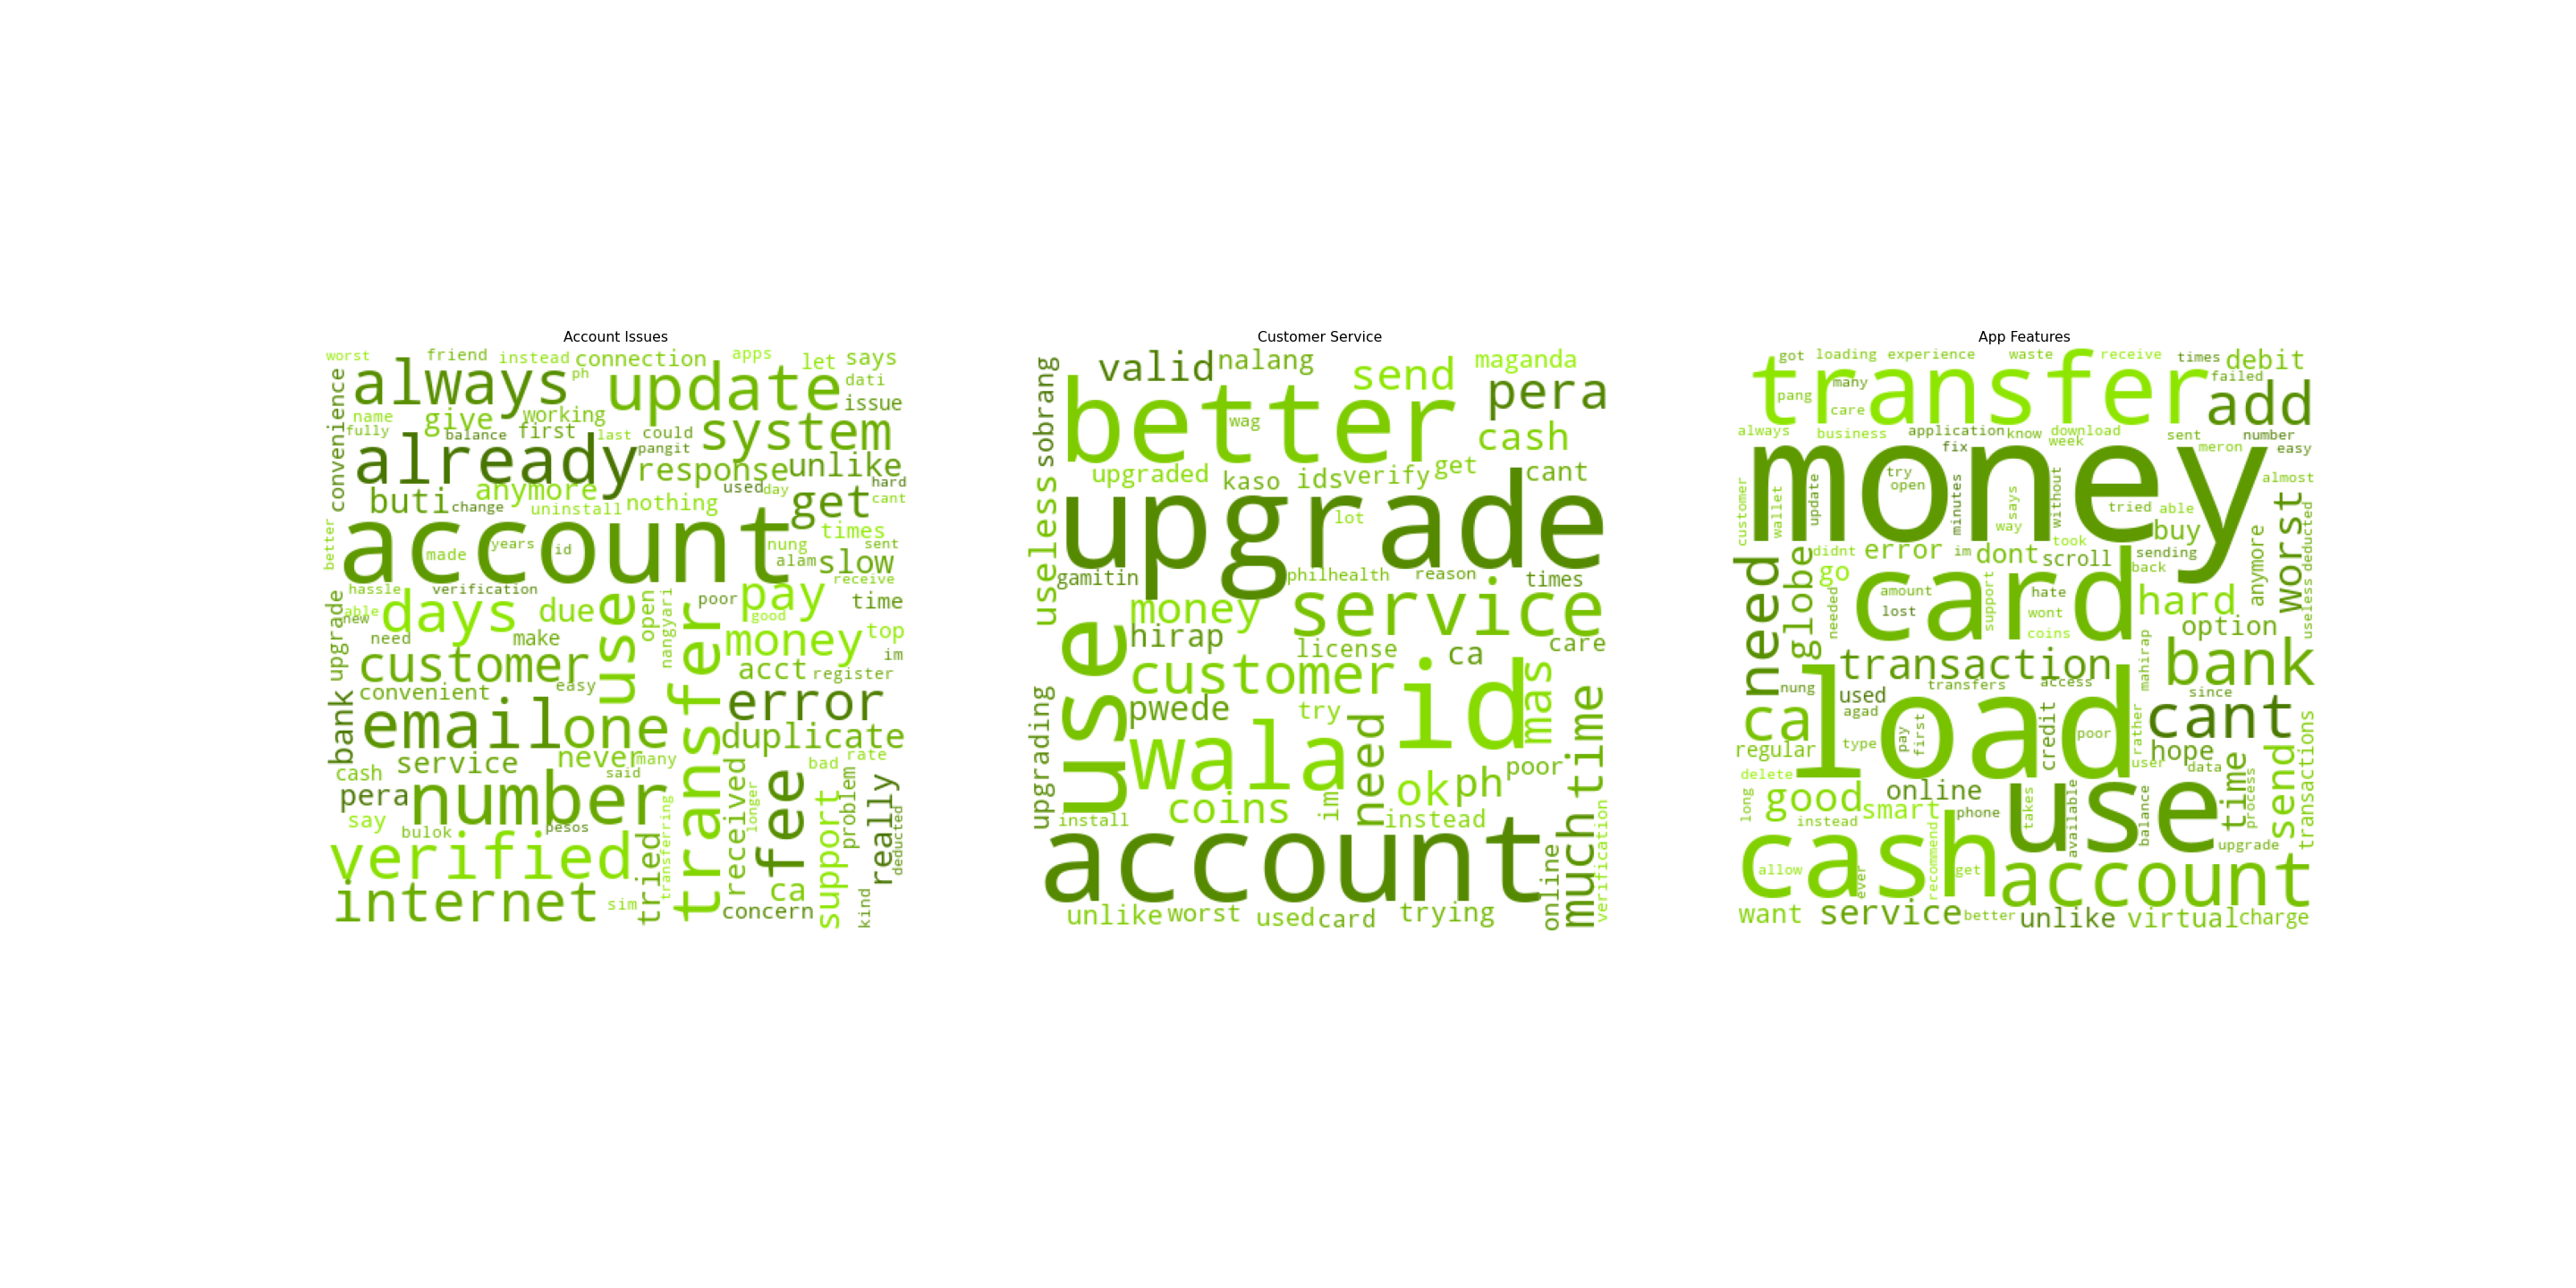 Account Issues
worst friend instead connection apps let says
always ph update dati
convenience name give working issue
fully balance first last could system
already pangit response unlike
buti anymore nothing used day hard
change uninstall get cant
better account times
made years id nung sent
alam slow
hassle verification receive
able days due use open nangyari poor pay time
new good
upgrade need make transfer money top
customer im
convenient easy acct register
bank email one error
duplicate
service never many
cash said bad rate
pera number received longer fee problem really
say bulok pesos transferring support deducted
verified tried
internet sim ca kind
concern
Customer Service
sobrang valid nalang send maganda
better pera
wag cash
useless upgraded kaso ids verify get cant
upgrade
lot
gamitin philhealth reason times
use money service
hirap license ca care
customer id mas
upgrading pwede try need time
wala poor
coins im ok ph
install instead verification
account online much
unlike worst used card trying
App Features
got loading experience waste receive times debit
transfer failed
pang many care add
always business application know download sent number
fix week meron easy
money
customer wallet update try open minutes says way without almost
tried able buy worst deducted
didnt error im dont scroll took sending anymore
need globe go back useless
card
needed amount support hate hard
lost wont option
coins
transaction mahirap bank
nung used transfers access since
ca agad load cant
regular type pay first credit poor rather hope transactions
user data time send
delete online process
long good smart phone use
instead takes available balance upgrade
cash account
allow ever recommend get
want service better unlike virtual charge